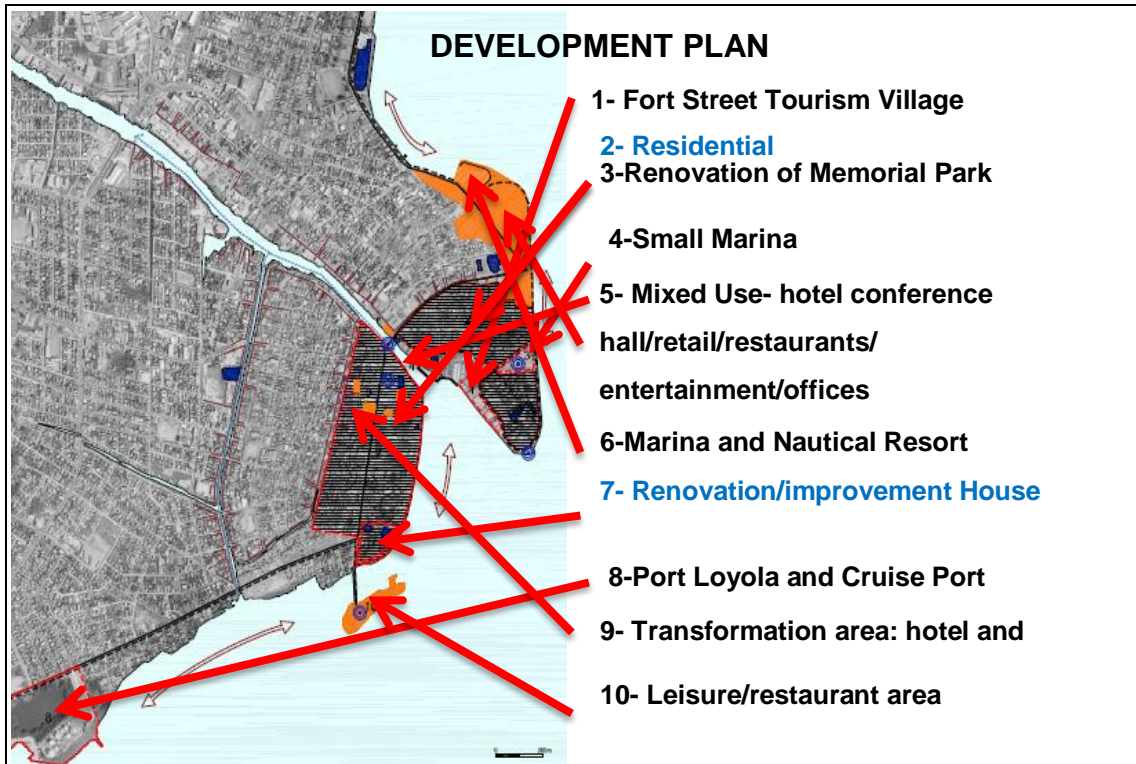 DEVELOPMENT PLAN
1- Fort Street Tourism Village
2- Residential
3-Renovation of Memorial Park
4-Small Marina
5- Mixed Use- hotel conference
hall/retail/restaurants/
entertainment/offices
6-Marina and Nautical Resort
7- Renovation/improvement House
8-Port Loyola and Cruise Port
9- Transformation area: hotel and
10- Leisure/restaurant area
8